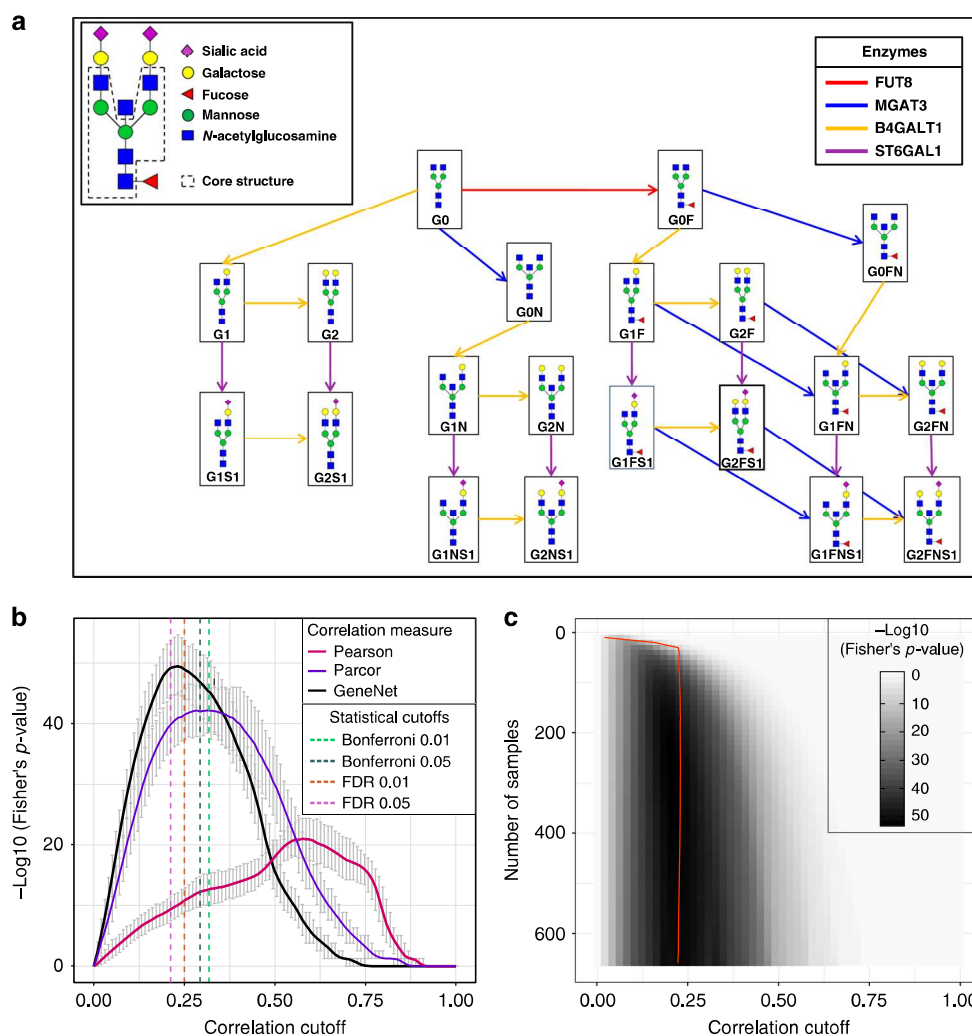 a
Sialic acid
Galactose
Fucose
Mannose
N-acetylglucosamine
Core structure
Enzymes
FUT8
MGAT3
B4GALT1
ST6GAL1
G0
G0F
G0FN
G0N
G1
G2
G1F
G2F
G1N
G2N
G1FN
G2FN
G1S1
G2S1
G1FS1
G2FS1
G1NS1
G2NS1
G1FNS1
G2FNS1
b
Correlation measure
Pearson
Parcor
GeneNet
Statistical cutoffs
Bonferroni 0.01
Bonferroni 0.05
FDR 0.01
FDR 0.05
−Log10 (Fisher's p-value)
40
20
0
0.00 0.25 0.50 0.75 1.00
Correlation cutoff
c
−Log10
(Fisher's p-value)
0
10
20
30
40
50
Number of samples
0
200
400
600
0.00 0.25 0.50 0.75 1.00
Correlation cutoff